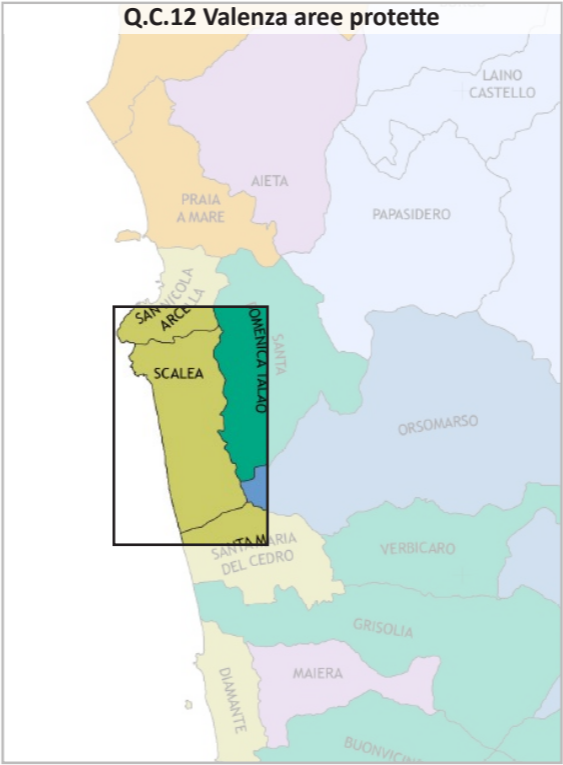 Q.C.12 Valenza aree protette
LAINO
CASTELLO
AIETA
PRAIA
A MARE
PAPASIDERO
SAN NICOLA
ARCELLA
SANTA
DOMENICA TALAO
SCALEA
ORSOMARSO
SANTA MARIA
DEL CEDRO
VERBICARO
GRISOLIA
MAIERA
DIAMANTE
BUONVICIN